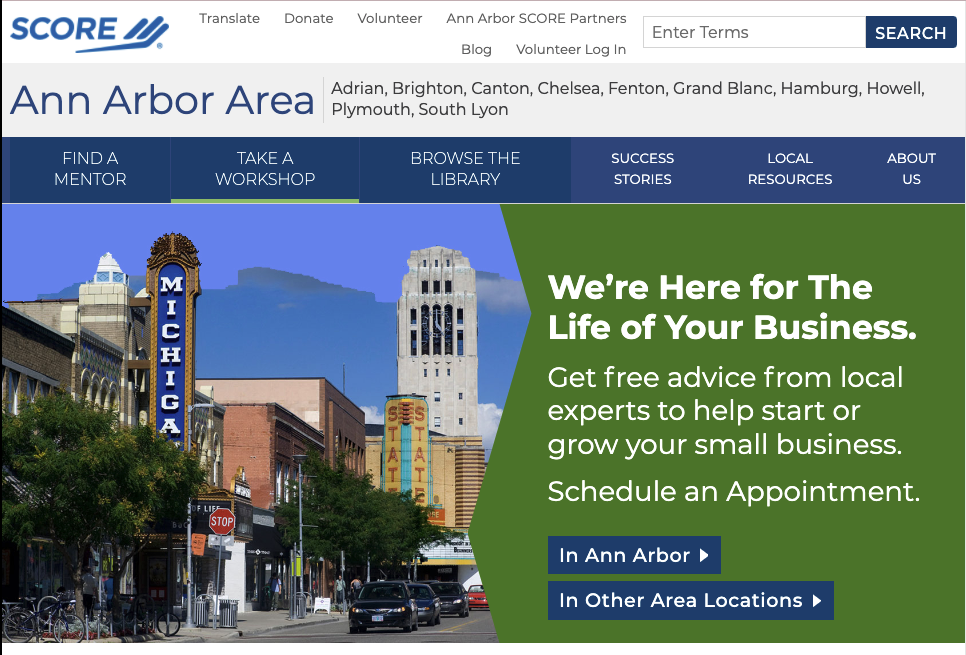 SCORE
Translate Donate Volunteer Ann Arbor SCORE Partners
Blog Volunteer Log In
Enter Terms SEARCH
Ann Arbor Area
Adrian, Brighton, Canton, Chelsea, Fenton, Grand Blanc, Hamburg, Howell,
Plymouth, South Lyon
FIND A
MENTOR
TAKE A
WORKSHOP
BROWSE THE
LIBRARY
SUCCESS
STORIES
LOCAL
RESOURCES
ABOUT
US
MICHIGA
STATE
STATE
OF LIFE
STOP
We’re Here for The
Life of Your Business.
Get free advice from local
experts to help start or
grow your small business.
Schedule an Appointment.
In Ann Arbor
In Other Area Locations